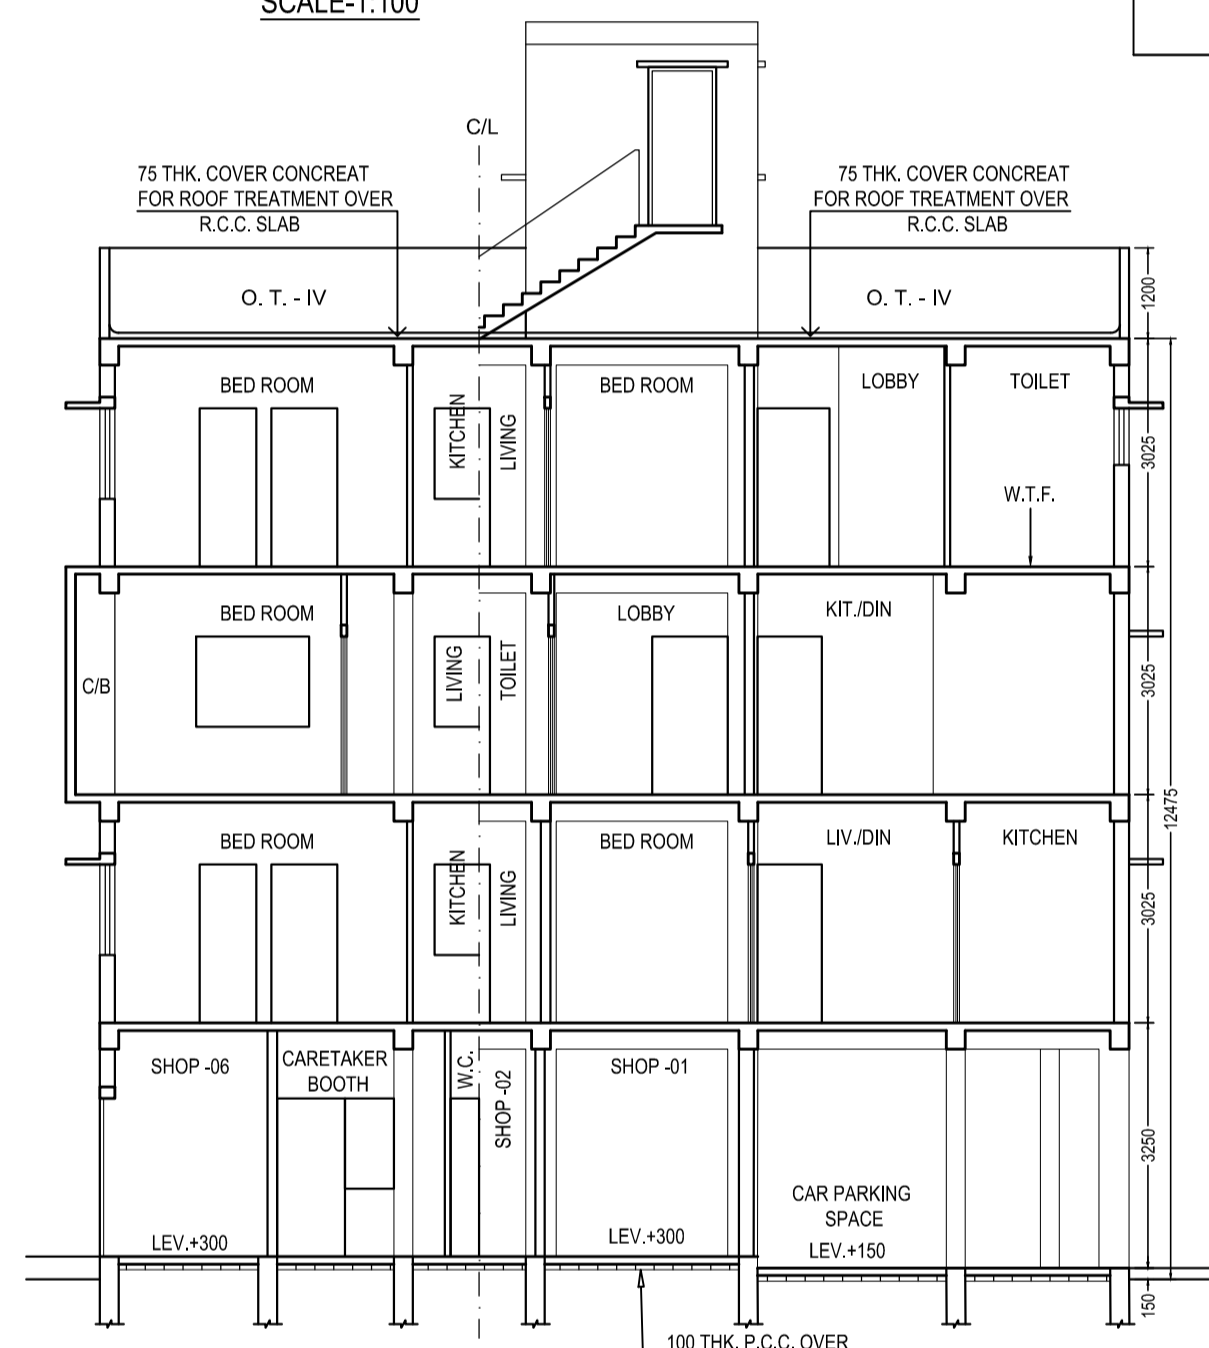 SCALE-1:100
C/L
75 THK. COVER CONCREAT
FOR ROOF TREATMENT OVER
R.C.C. SLAB
75 THK. COVER CONCREAT
FOR ROOF TREATMENT OVER
R.C.C. SLAB
O. T. - IV
O. T. - IV
1200
BED ROOM
KITCHEN
LIVING
BED ROOM
LOBBY
TOILET
W.T.F.
3025
BED ROOM
C/B
LIVING
TOILET
LOBBY
KIT./DIN
3025
12475
BED ROOM
KITCHEN
LIVING
BED ROOM
LIV./DIN
KITCHEN
3025
SHOP -06
CARETAKER
BOOTH
W.C.
SHOP -02
SHOP -01
CAR PARKING
SPACE
3250
LEV.+300
LEV.+300
LEV.+150
150
100 THK. P.C.C. OVER